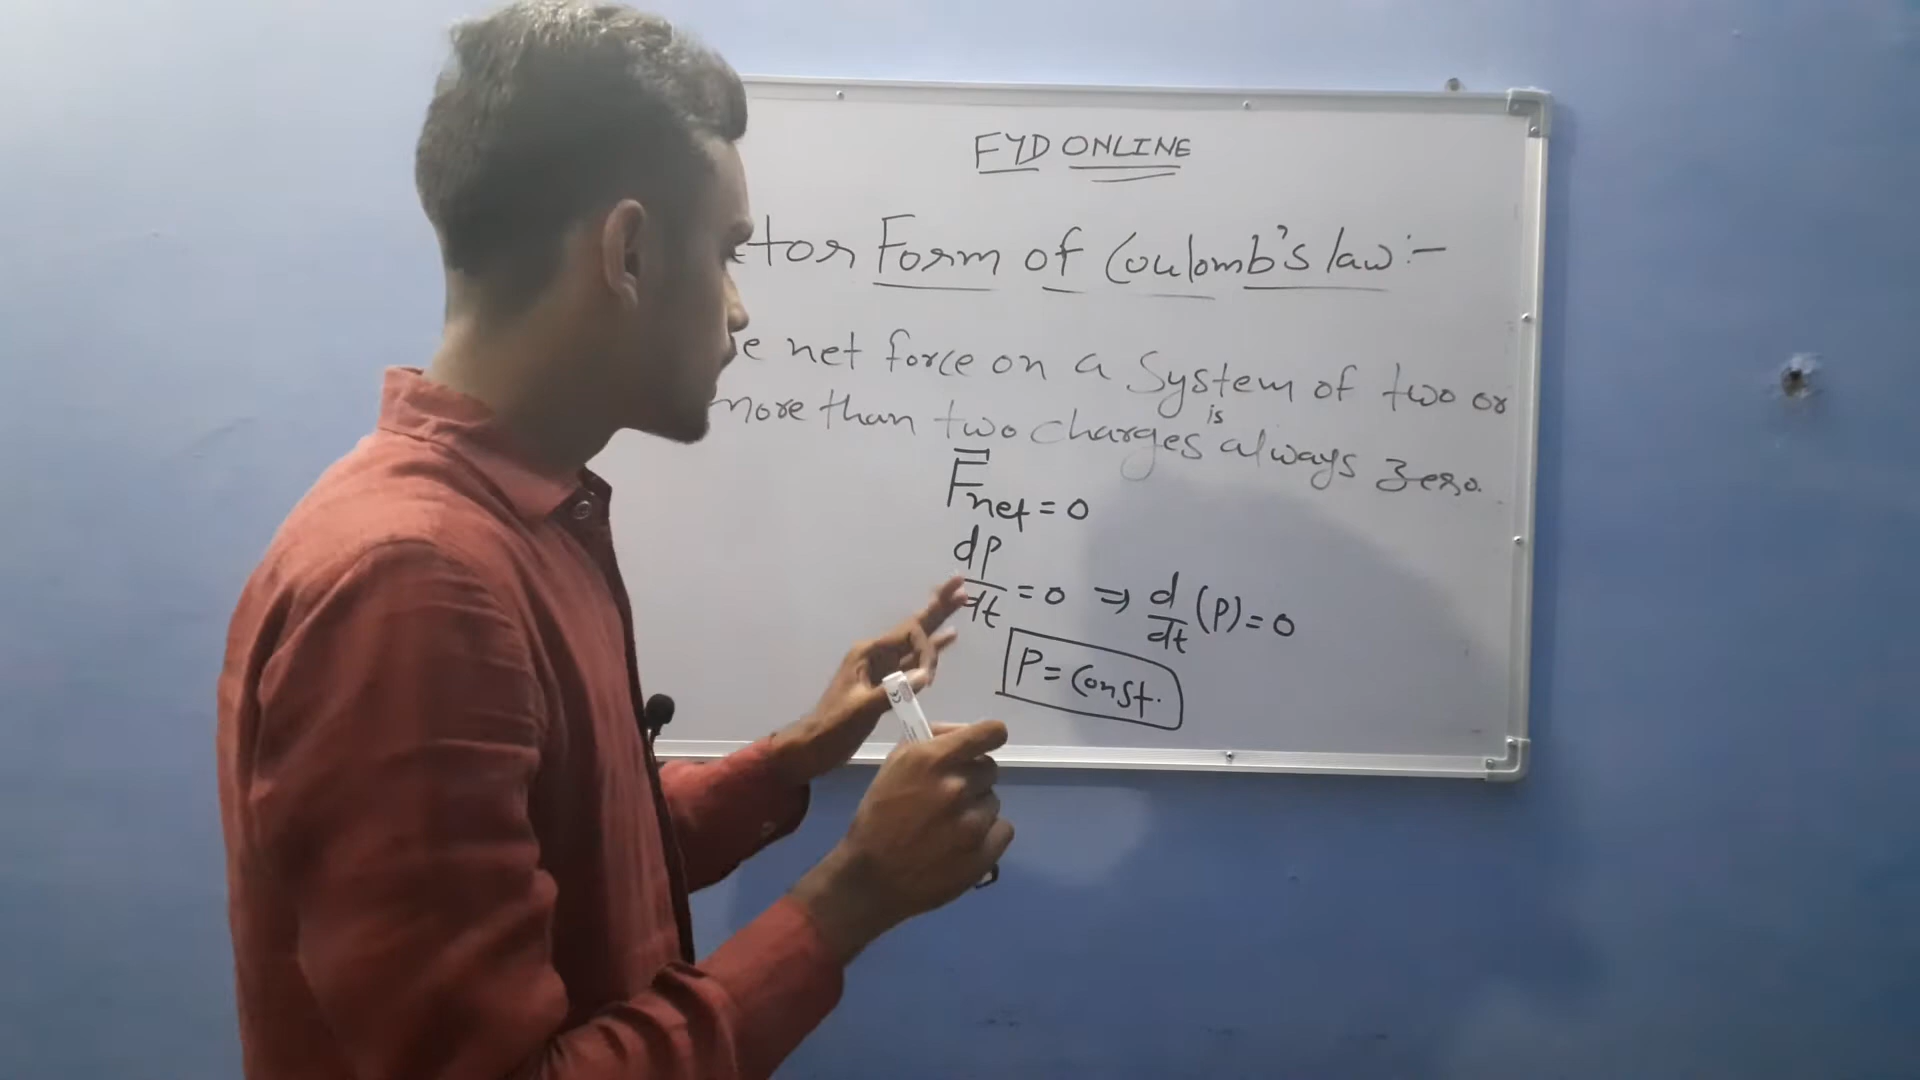 FYD ONLINE
tor Form of Coulomb's law :-
e net force on a System of two or
more than two charges is always zero.
F⃗net = 0
dp/dt = 0 ⇒ d/dt (p) = 0
P = Const.